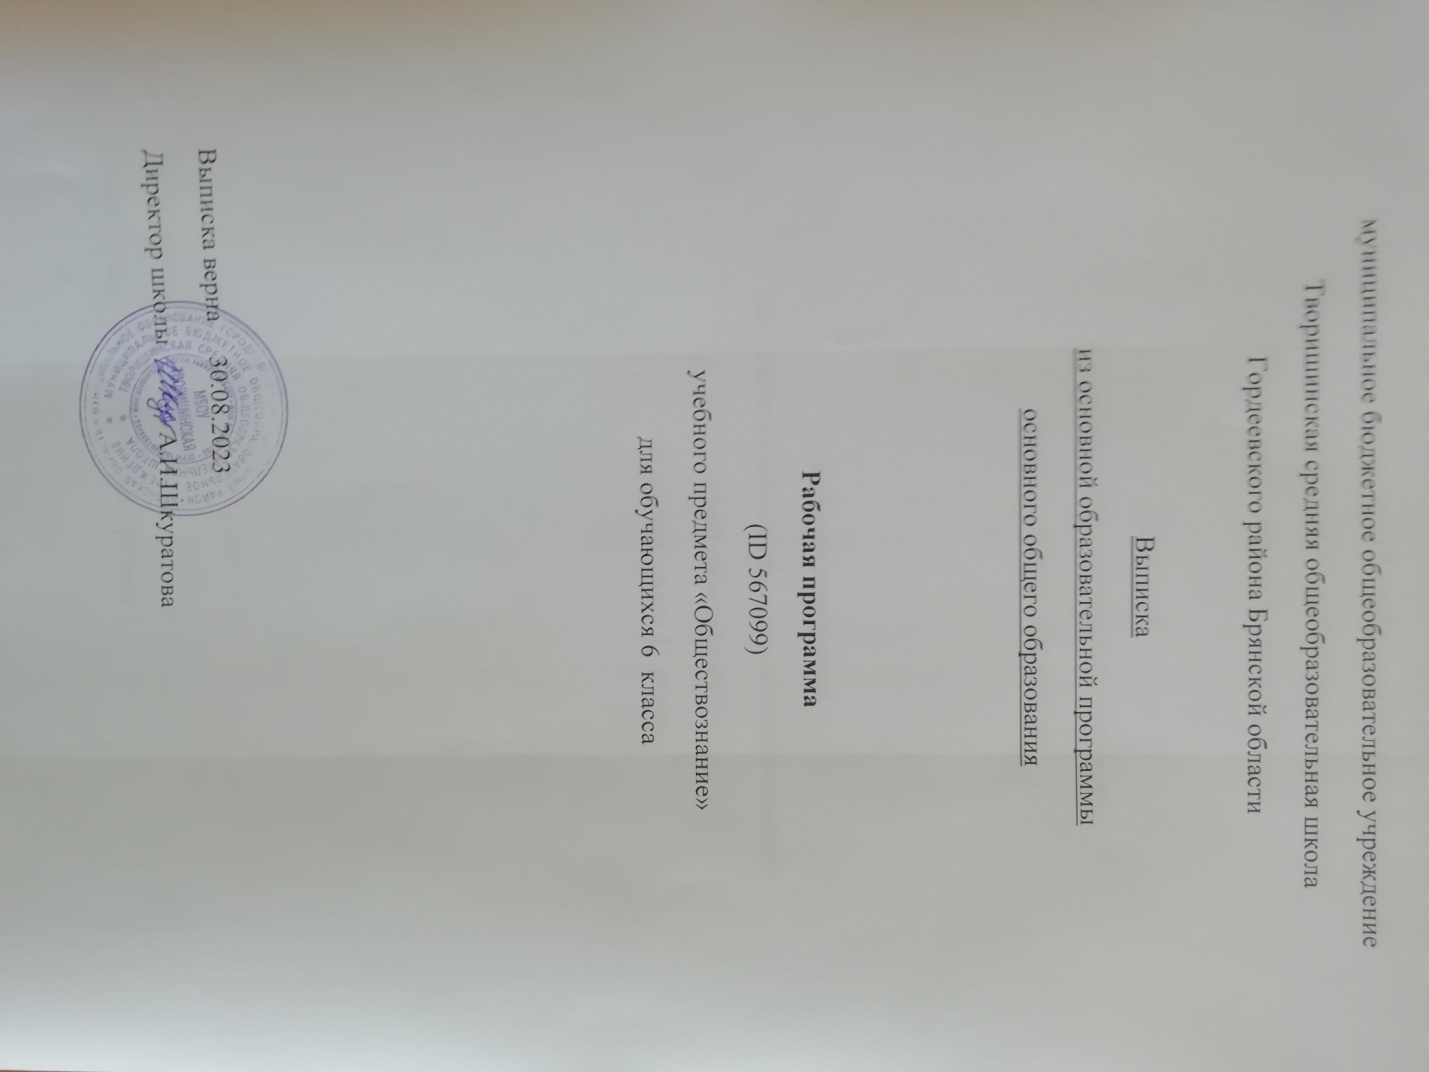 муниципальное бюджетное общеобразовательное учреждение
Творишинская средняя общеобразовательная школа
Гордеевского района Брянской области
Выписка
из основной образовательной программы
основного общего образования
Рабочая программа
(ID 567099)
учебного предмета «Обществознание»
для обучающихся 6 класса
Выписка верна 30.08.2023
Директор школы А.И.Шкуратова
МБОУ